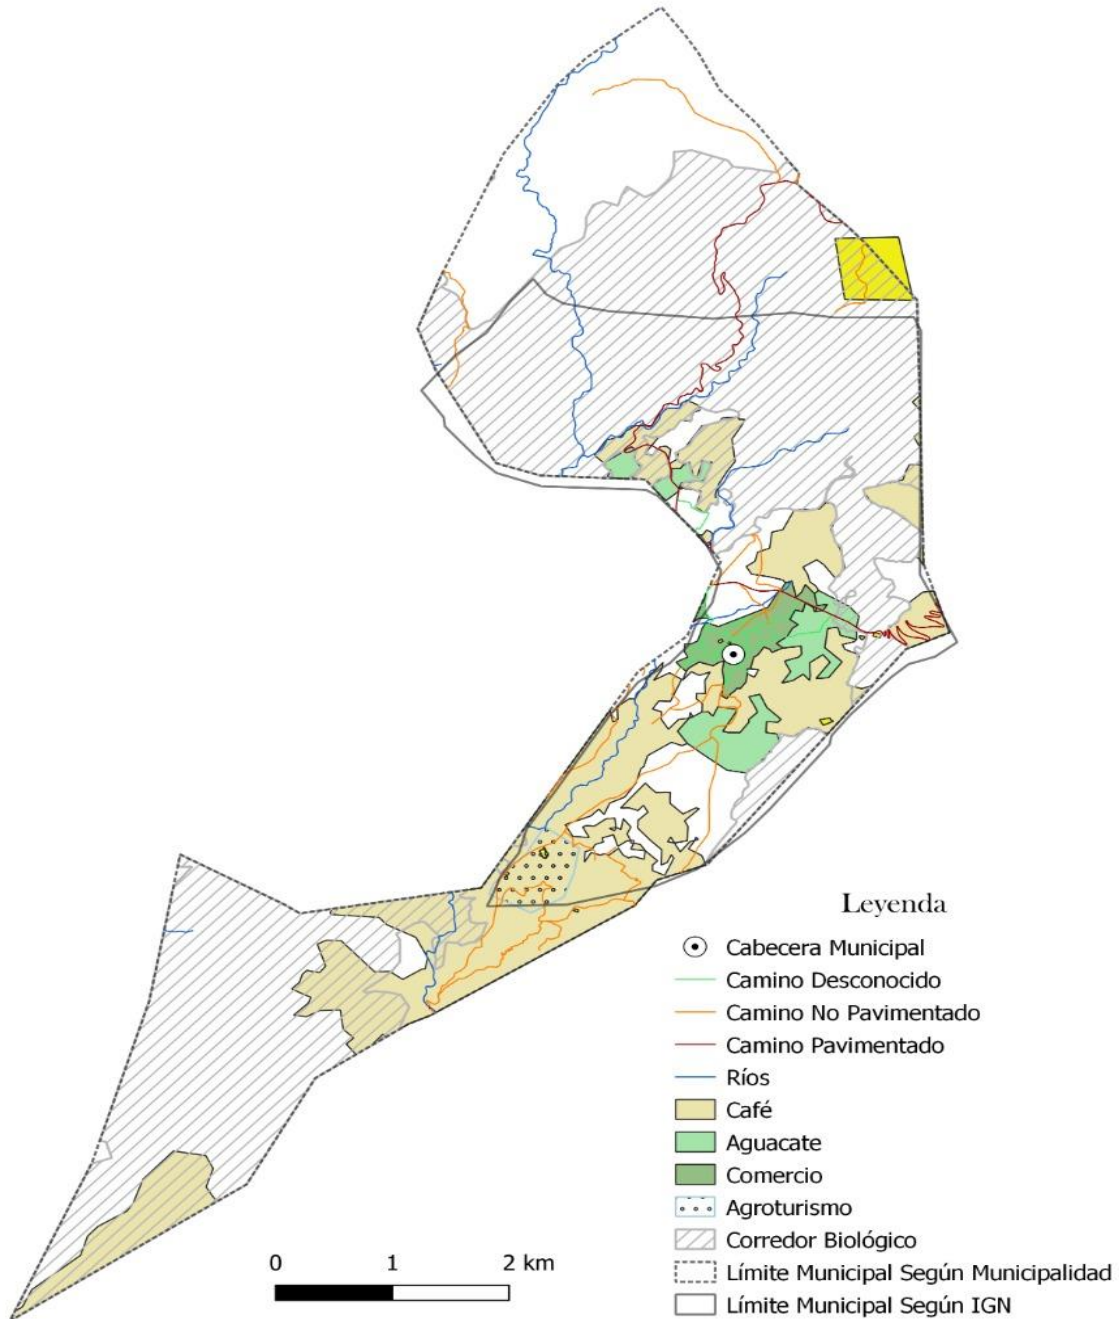 Leyenda
Cabecera Municipal
Camino Desconocido
Camino No Pavimentado
Camino Pavimentado
Ríos
Café
Aguacate
Comercio
Agroturismo
Corredor Biológico
Límite Municipal Según Municipalidad
Límite Municipal Según IGN
0 1 2 km